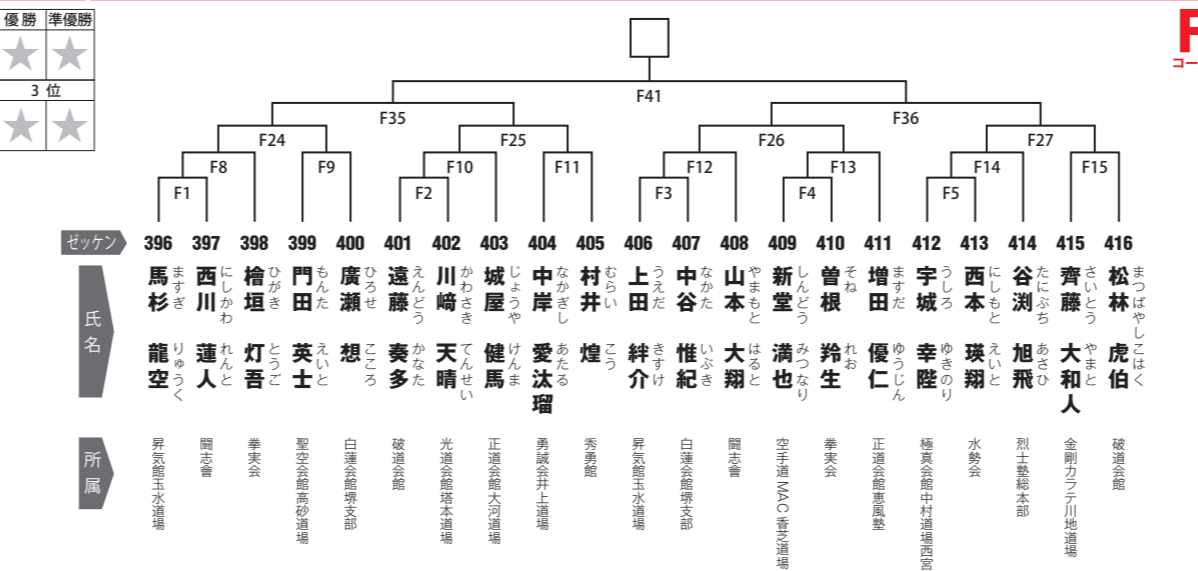 優勝 準優勝
3 位
F
コー
F41
F35 F36
F24 F25 F26 F27
F8 F9 F10 F11 F12 F13 F14 F15
F1 F2 F3 F4 F5
ゼッケン 396 397 398 399 400 401 402 403 404 405 406 407 408 409 410 411 412 413 414 415 416
氏名
馬杉 龍空 ますぎ りゅうく
西川 蓮人 にしかわ れんと
檜垣 灯吾 ひがき とうご
門田 英士 もんた えいと
廣瀬 想 ひろせ こころ
遠藤 奏多 えんどう かなた
川﨑 天晴 かわさき てんせい
城屋 健馬 じょうや けんま
中岸 愛汰瑠 なかぎし あたる
村井 煌 むらい こう
上田 絆介 うえだ きすけ
中谷 惟紀 なかた いぶき
山本 大翔 やまもと はると
新堂 満也 しんどう みつなり
曽根 羚生 そね れお
増田 優仁 ますだ ゆうじん
宇城 幸陛 うしろ ゆきのり
西本 瑛翔 にしもと えいと
谷渕 旭飛 たにぶち あさひ
齊藤 大和人 さいとう やまと
松林 虎伯 まつばやし こはく
所属
昇気館玉水道場
闘志會
拳実会
聖空会館高砂道場
白蓮会館堺支部
破道会館
光道会館塔本道場
正道会館大河道場
勇誠会井上道場
秀勇館
昇気館玉水道場
白蓮会館堺支部
闘志會
空手道 MAC 香芝道場
拳実会
正道会館恵風塾
極真会館中村道場西宮
水勢会
烈士塾総本部
金剛カラテ川地道場
破道会館